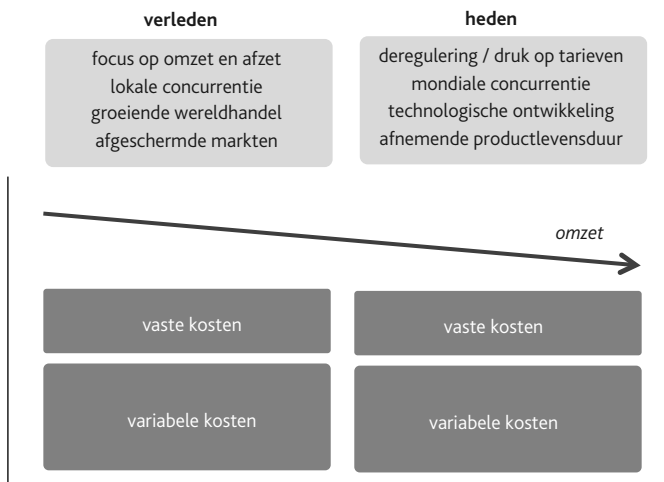 verleden
heden
focus op omzet en afzet
lokale concurrentie
groeiende wereldhandel
afgeschermde markten
deregulering / druk op tarieven
mondiale concurrentie
technologische ontwikkeling
afnemende productlevensduur
omzet
vaste kosten
vaste kosten
variabele kosten
variabele kosten